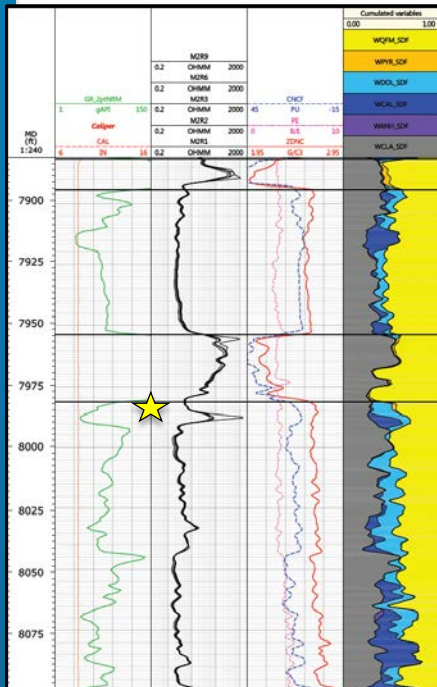 Cumulated variables
0.00 1.00
WQFM_SDF
WPYR_SDF
WDOL_SDF
WCAL_SDF
WANH_SDF
WCLA_SDF
M2R9
0.2 OHMM 2000
M2R6
0.2 OHMM 2000
M2R3
0.2 OHMM 2000
M2R2
0.2 OHMM 2000
M2R1
0.2 OHMM 2000
1 gAPI 150
Caliper
CAL
6 IN 16
CNCF
45 PU -15
PE
0 B/E 10
ZDNC
1.95 G/C3 2.95
MD
(ft)
1:240
7900
7925
7950
7975
8000
8025
8050
8075